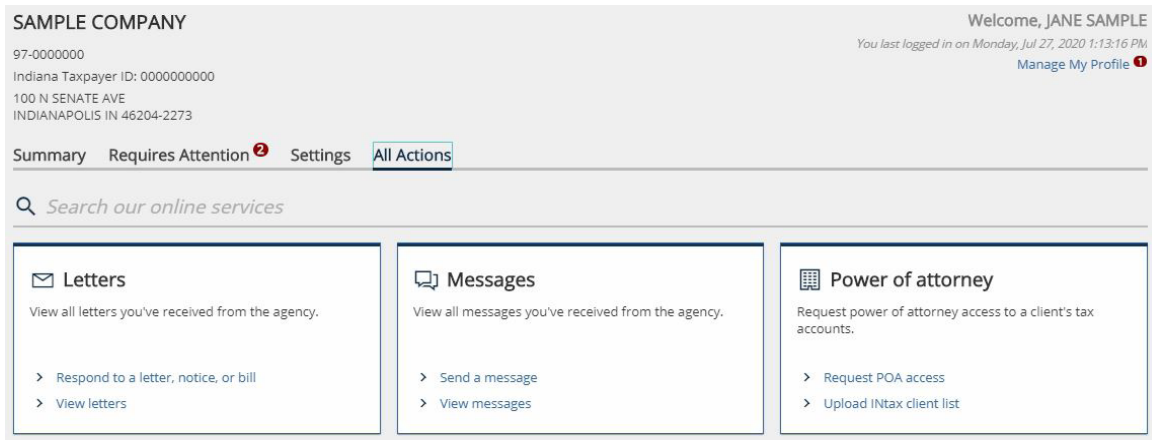 SAMPLE COMPANY
Welcome, JANE SAMPLE
97-0000000
You last logged in on Monday, Jul 27, 2020 1:13:16 PM
Indiana Taxpayer ID: 0000000000
Manage My Profile 1
100 N SENATE AVE
INDIANAPOLIS IN 46204-2273
Summary Requires Attention 2 Settings All Actions
Search our online services
Letters
View all letters you've received from the agency.
Respond to a letter, notice, or bill
View letters
Messages
View all messages you've received from the agency.
Send a message
View messages
Power of attorney
Request power of attorney access to a client's tax
accounts.
Request POA access
Upload INtax client list